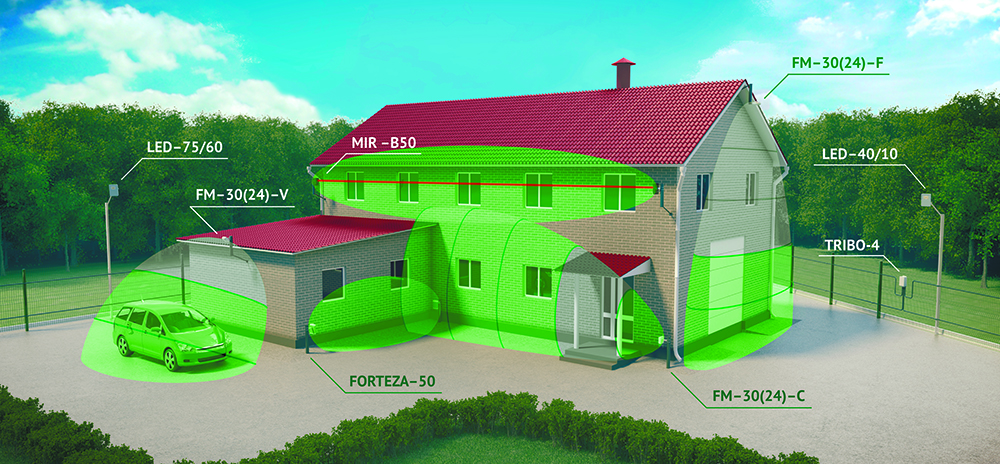 FM-30(24)-F
MIR -B50
LED-75/60
LED-40/10
FM-30(24)-V
TRIBO-4
FORTEZA-50
FM-30(24)-C